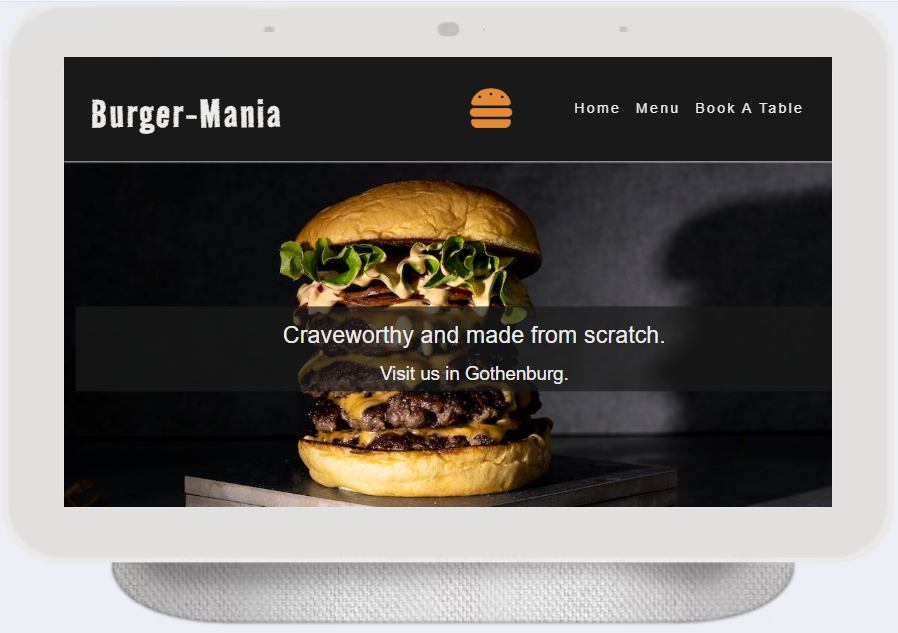 Burger-Mania
Home Menu Book A Table
Craveworthy and made from scratch.
Visit us in Gothenburg.